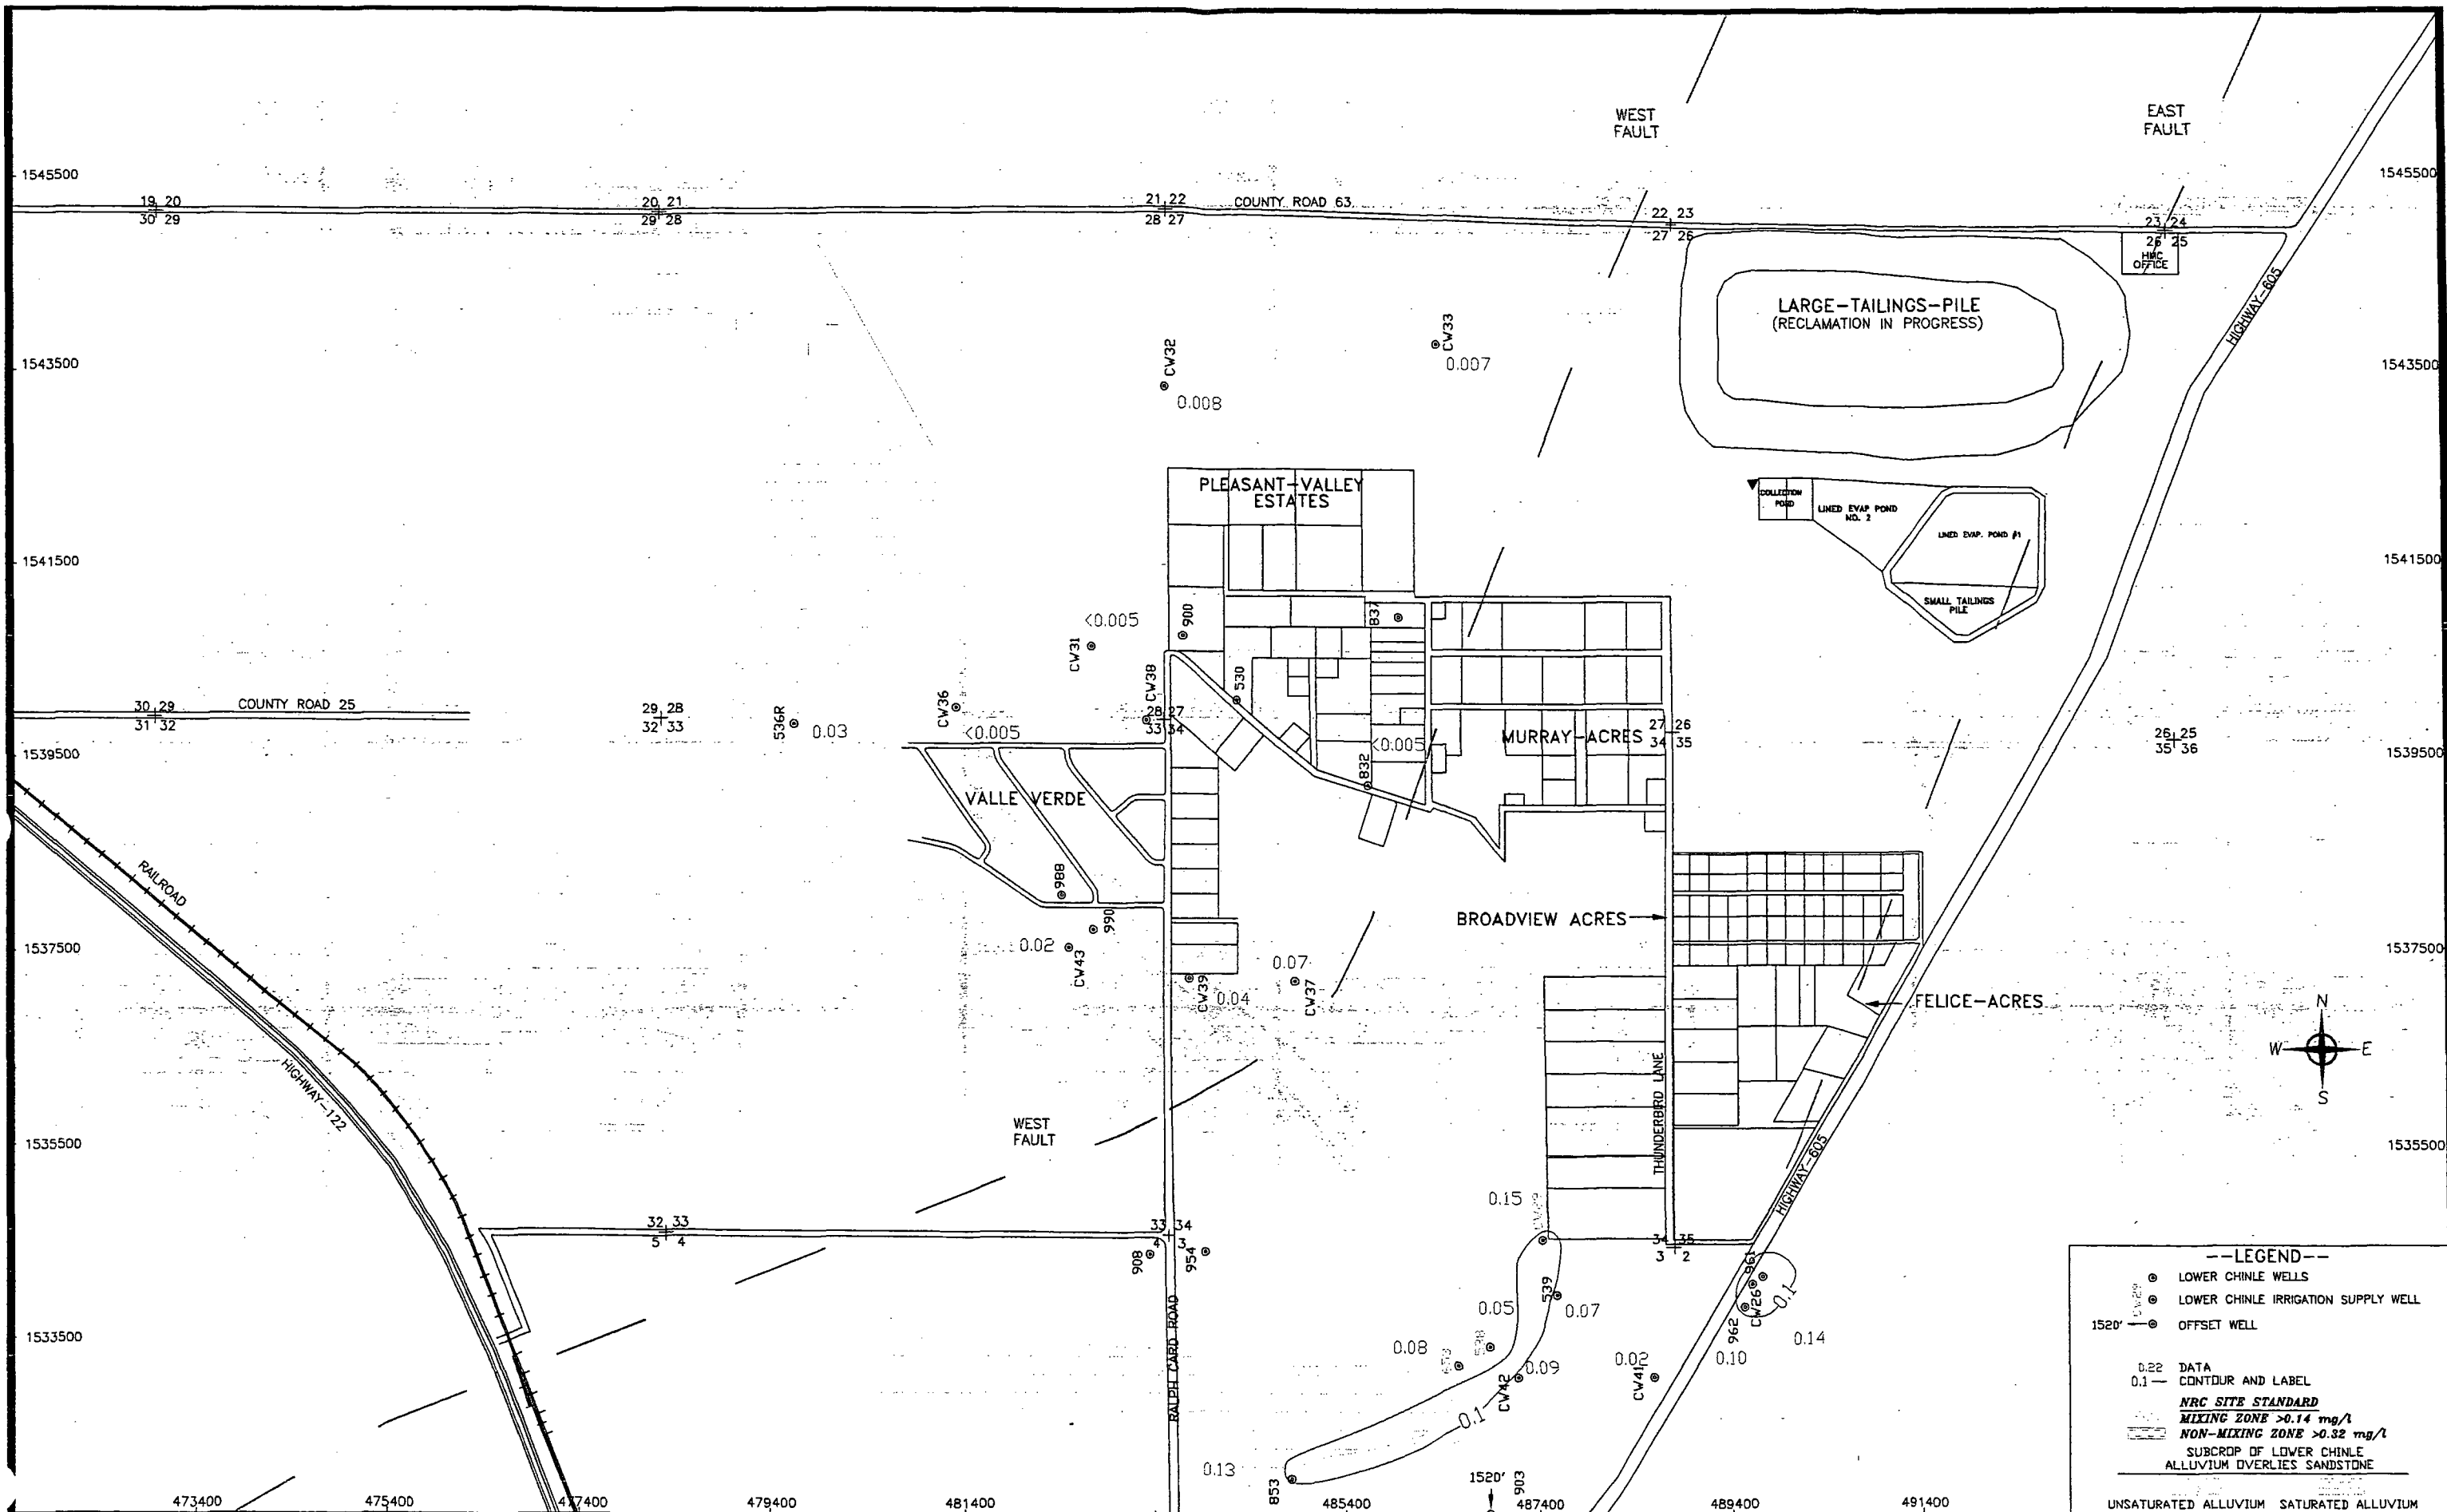 WEST
FAULT
EAST
FAULT
1545500
1545500
19 20
30 29
20 21
29 28
21 22
28 27
COUNTY ROAD 63
22 23
27 26
23 24
26 25
HMC
OFFICE
LARGE-TAILINGS-PILE
(RECLAMATION IN PROGRESS)
HIGHWAY-605
CW33
0.007
CW32
0.008
1543500
1543500
PLEASANT-VALLEY
ESTATES
COLLECTION
POND
LINED EVAP POND
NO. 2
LINED EVAP. POND #1
SMALL TAILINGS
PILE
1541500
1541500
<0.005
CW31
900
837
530
CW38
28 27
33 34
CW36
<0.005
30 29
31 32
COUNTY ROAD 25
29 28
32 33
536R
0.03
<0.005
832
MURRAY-ACRES
27 26
34 35
26 25
35 36
1539500
1539500
VALLE VERDE
RAILROAD
988
990
BROADVIEW ACRES
1537500
0.02
CW43
1537500
CW39
0.04
0.07
CW37
FELICE-ACRES
N
W E
S
HIGHWAY-122
THUNDERBIRD LANE
WEST
FAULT
1535500
1535500
HIGHWAY-605
0.15
32 33
5 4
33 34
4 3
908
954
34 35
3 2
961
CW26
962
0.1
0.14
0.10
539
0.07
0.05
0.08
653
538
0.09
CW42
0.02
CW41
RALPH CARD ROAD
1533500
0.1
0.13
853
1520'
903
473400
475400
477400
479400
481400
485400
487400
489400
491400
--LEGEND--
LOWER CHINLE WELLS
CW29
LOWER CHINLE IRRIGATION SUPPLY WELL
1520' OFFSET WELL
0.22 DATA
0.1 CONTOUR AND LABEL
NRC SITE STANDARD
MIXING ZONE >0.14 mg/l
NON-MIXING ZONE >0.32 mg/l
SUBCROP OF LOWER CHINLE
ALLUVIUM OVERLIES SANDSTONE
UNSATURATED ALLUVIUM SATURATED ALLUVIUM